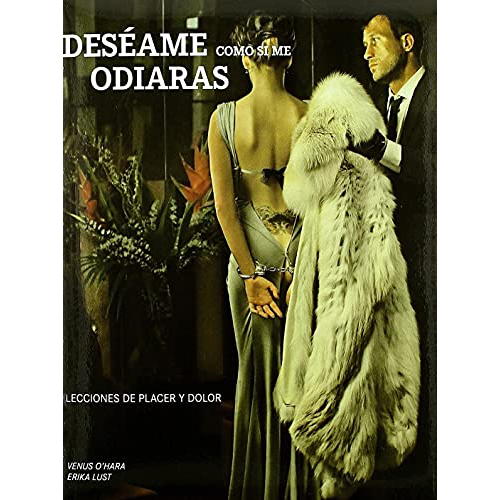 DESÉAME COMO SI ME
ODIARAS
LECCIONES DE PLACER Y DOLOR
VENUS O'HARA
ERIKA LUST